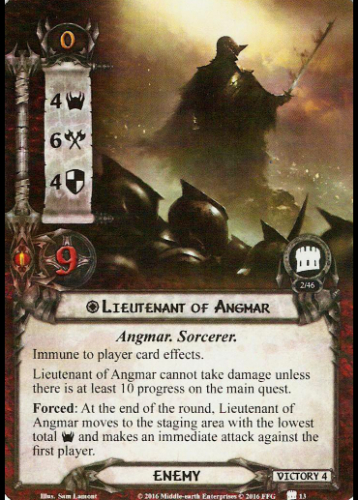 0
4
6
4
9
2/46
Lieutenant of Angmar
Angmar. Sorcerer.
Immune to player card effects.
Lieutenant of Angmar cannot take damage unless
there is at least 10 progress on the main quest.
Forced: At the end of the round, Lieutenant of
Angmar moves to the staging area with the lowest
total and makes an immediate attack against the
first player.
ENEMY
VICTORY 4
Illus. Sam Lamont
© 2016 Middle-earth Enterprises © 2016 FFG
13